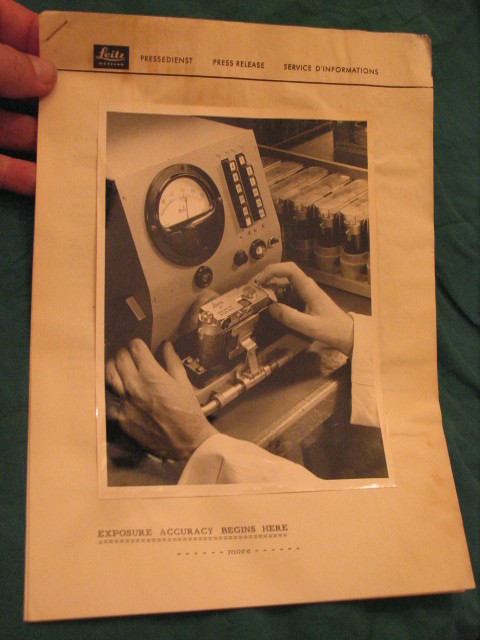 Leitz
WETZLAR
PRESSEDIENST PRESS RELEASE SERVICE D'INFORMATIONS
EXPOSURE ACCURACY BEGINS HERE
------more------